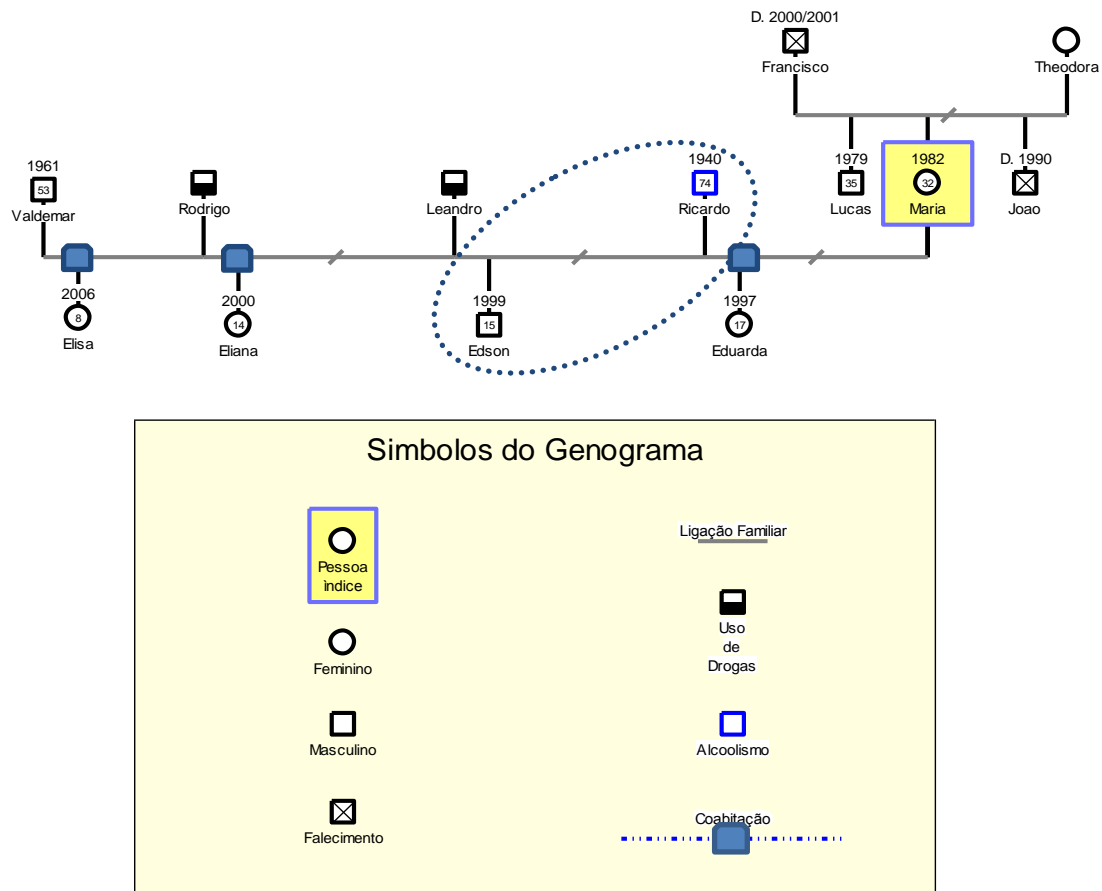 D. 2000/2001
Francisco
Theodora
1961
53
Valdemar
Rodrigo
Leandro
1940
74
Ricardo
1979
35
Lucas
1982
32
Maria
D. 1990
Joao
2006
8
Elisa
2000
14
Eliana
1999
15
Edson
1997
17
Eduarda
Simbolos do Genograma
Pessoa
ìndice
Feminino
Masculino
Falecimento
Ligação Familiar
Uso
de
Drogas
Alcoolismo
Coabitação